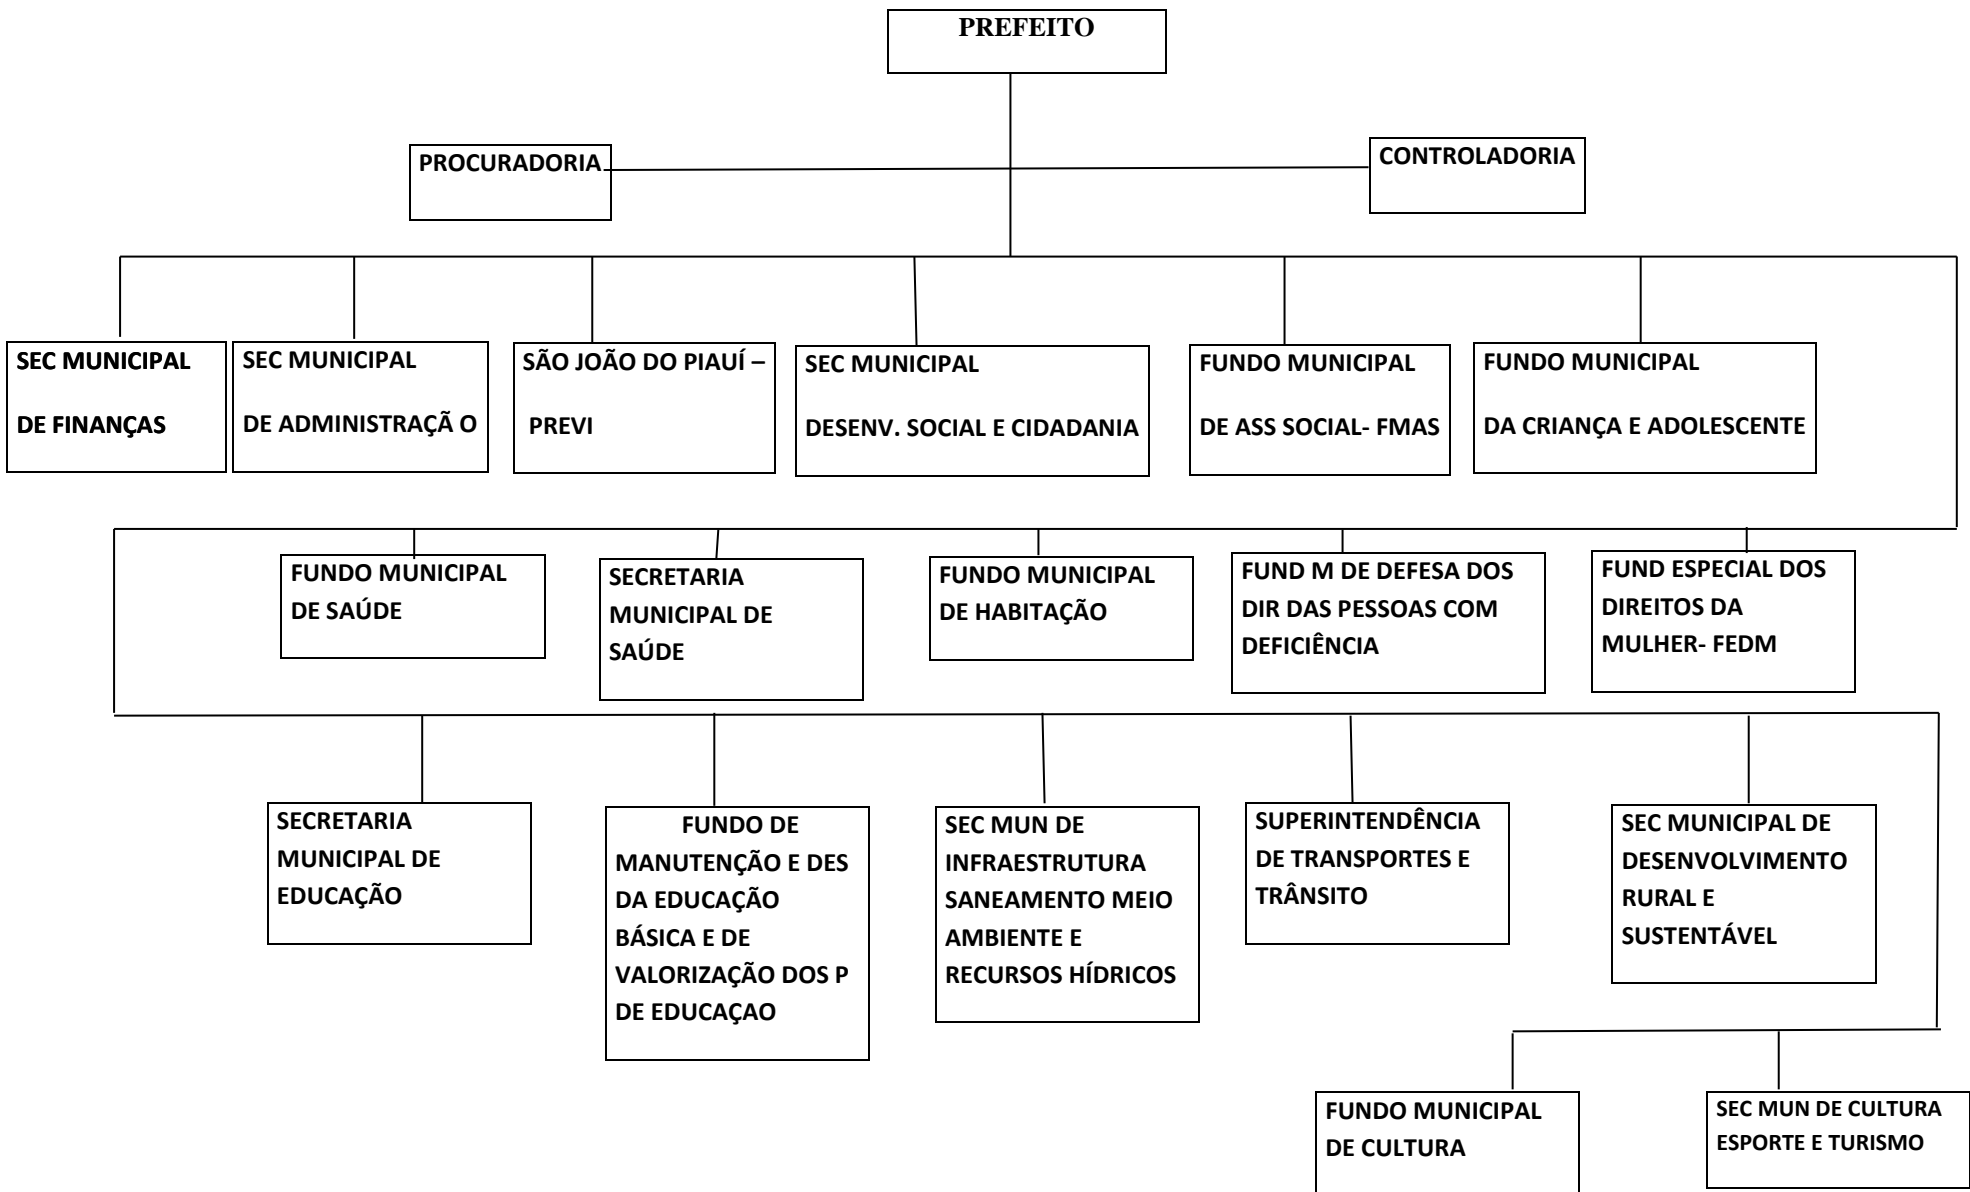 PREFEITO
PROCURADORIA
CONTROLADORIA
SEC MUNICIPAL
DE FINANÇAS
SEC MUNICIPAL
DE ADMINISTRAÇÃ O
SÃO JOÃO DO PIAUÍ –
PREVI
SEC MUNICIPAL
DESENV. SOCIAL E CIDADANIA
FUNDO MUNICIPAL
DE ASS SOCIAL- FMAS
FUNDO MUNICIPAL
DA CRIANÇA E ADOLESCENTE
FUNDO MUNICIPAL
DE SAÚDE
SECRETARIA
MUNICIPAL DE
SAÚDE
FUNDO MUNICIPAL
DE HABITAÇÃO
FUND M DE DEFESA DOS
DIR DAS PESSOAS COM
DEFICIÊNCIA
FUND ESPECIAL DOS
DIREITOS DA
MULHER- FEDM
SECRETARIA
MUNICIPAL DE
EDUCAÇÃO
FUNDO DE
MANUTENÇÃO E DES
DA EDUCAÇÃO
BÁSICA E DE
VALORIZAÇÃO DOS P
DE EDUCAÇAO
SEC MUN DE
INFRAESTRUTURA
SANEAMENTO MEIO
AMBIENTE E
RECURSOS HÍDRICOS
SUPERINTENDÊNCIA
DE TRANSPORTES E
TRÂNSITO
SEC MUNICIPAL DE
DESENVOLVIMENTO
RURAL E
SUSTENTÁVEL
FUNDO MUNICIPAL
DE CULTURA
SEC MUN DE CULTURA
ESPORTE E TURISMO